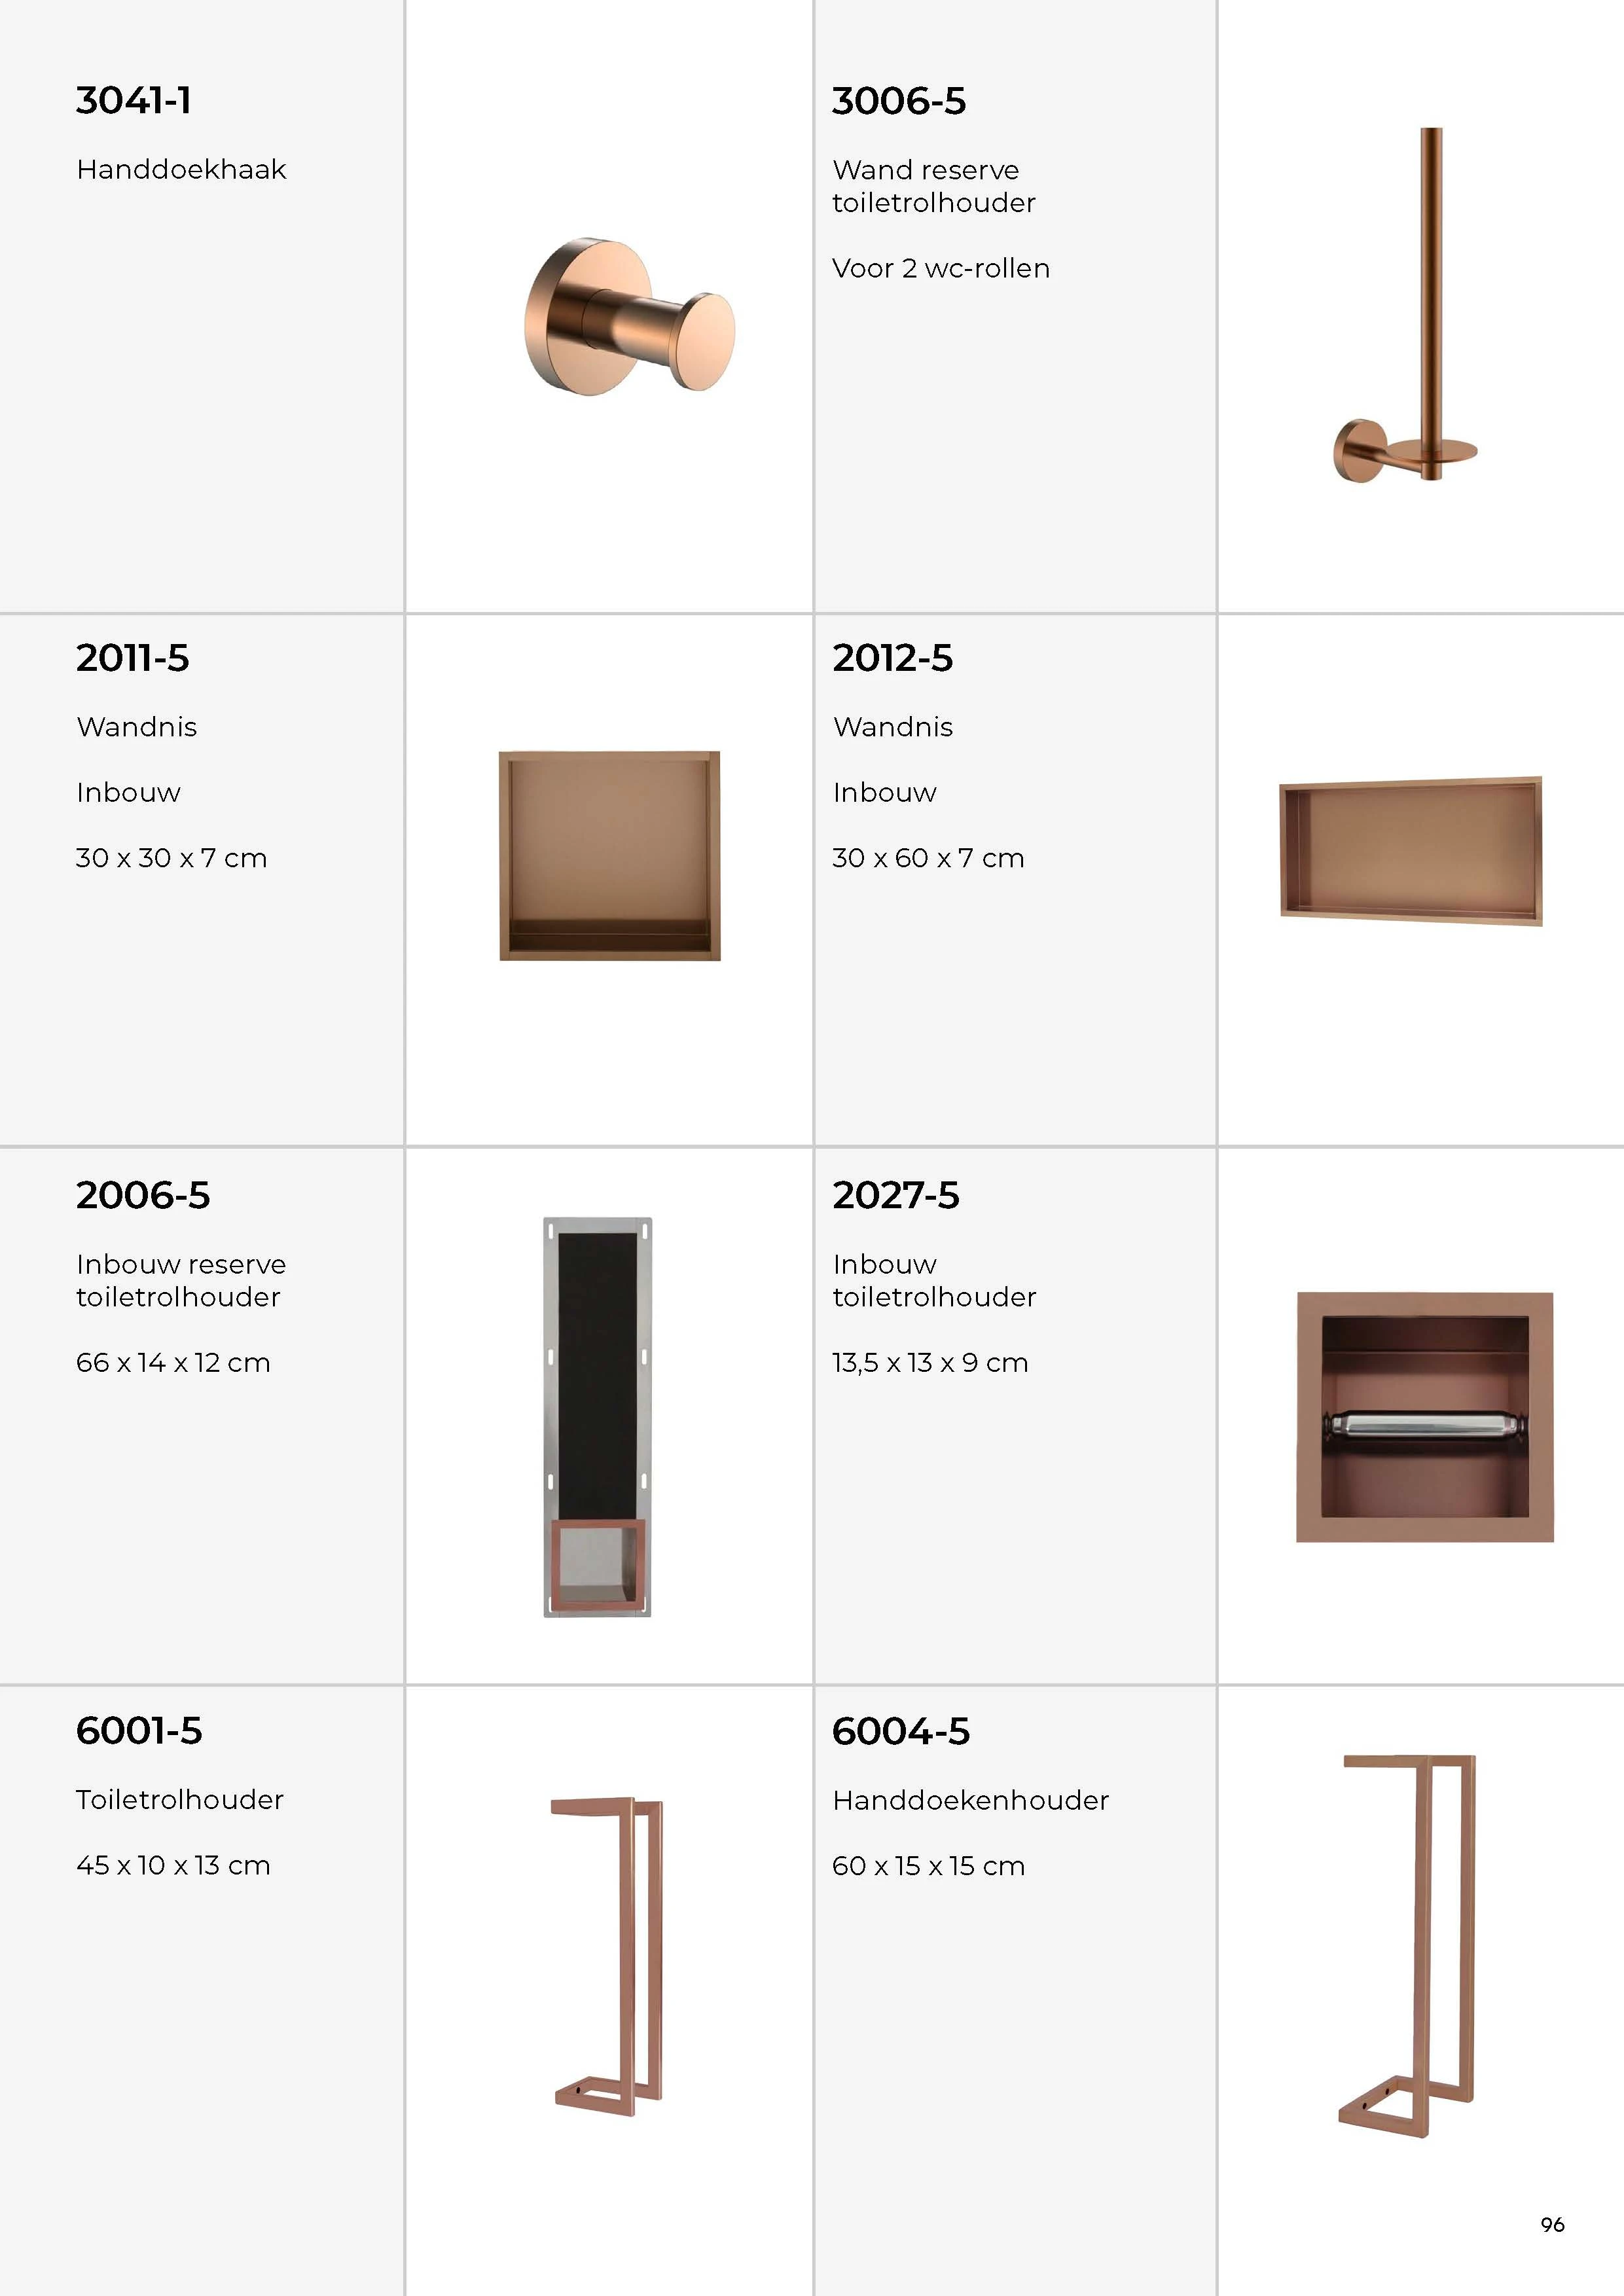 3041-1
Handdoekhaak
3006-5
Wand reserve
toiletrolhouder
Voor 2 wc-rollen
2011-5
Wandnis
Inbouw
30 x 30 x 7 cm
2012-5
Wandnis
Inbouw
30 x 60 x 7 cm
2006-5
Inbouw reserve
toiletrolhouder
66 x 14 x 12 cm
2027-5
Inbouw
toiletrolhouder
13,5 x 13 x 9 cm
6001-5
Toiletrolhouder
45 x 10 x 13 cm
6004-5
Handdoekenhouder
60 x 15 x 15 cm
96